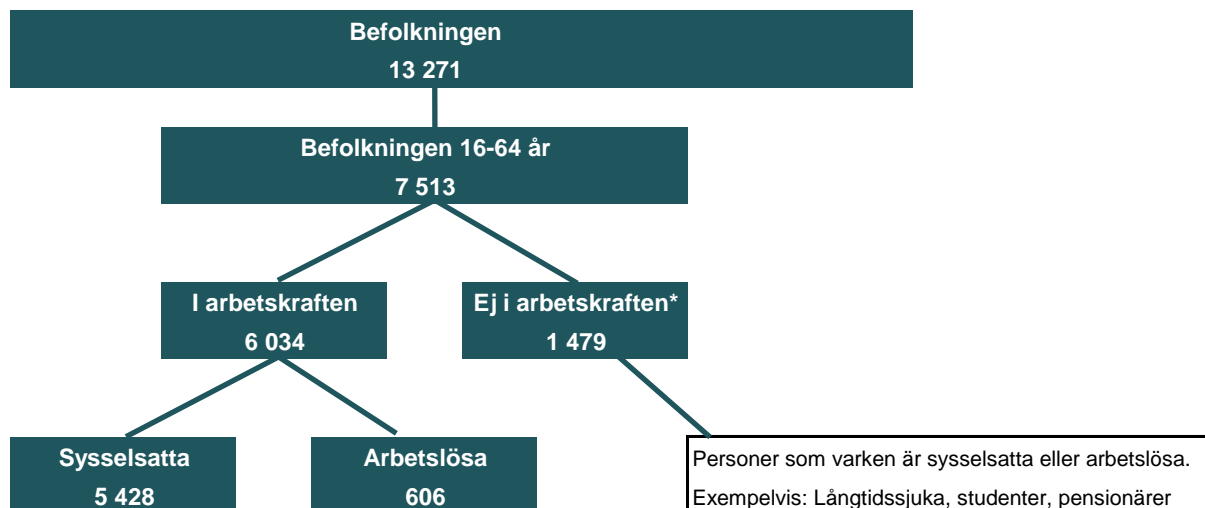 Befolkningen
13 271
Befolkningen 16-64 år
7 513
I arbetskraften
6 034
Ej i arbetskraften*
1 479
Sysselsatta
5 428
Arbetslösa
606
Personer som varken är sysselsatta eller arbetslösa.
Exempelvis: Långtidssjuka, studenter, pensionärer